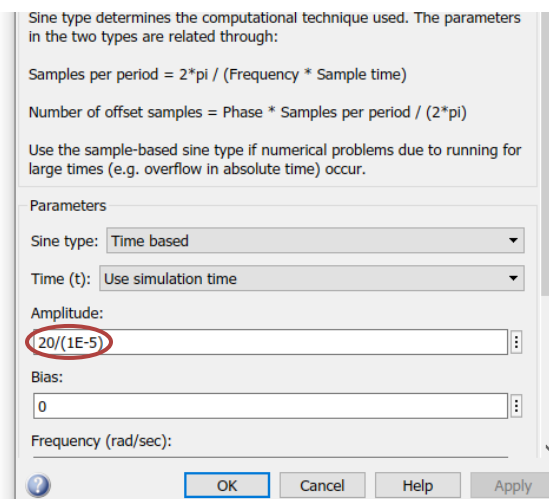 Sine type determines the computational technique used. The parameters
in the two types are related through:
Samples per period = 2*pi / (Frequency * Sample time)
Number of offset samples = Phase * Samples per period / (2*pi)
Use the sample-based sine type if numerical problems due to running for
large times (e.g. overflow in absolute time) occur.
Parameters
Sine type: Time based
Time (t): Use simulation time
Amplitude:
20/(1E-5)
Bias:
0
Frequency (rad/sec):
OK Cancel Help Apply